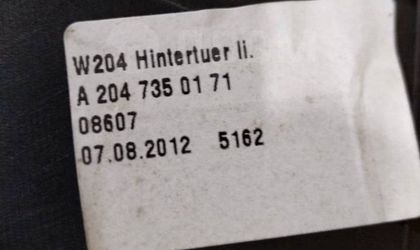 W204 Hintertuer li.
A 204 735 01 71
08607
07.08.2012 5162